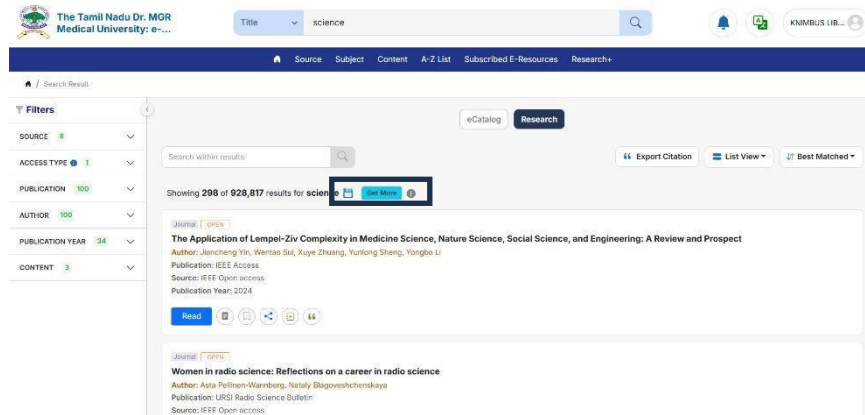 The Tamil Nadu Dr. MGR
Medical University: e-...
Title science
KNIMBUS LIB...
Source Subject Content A-Z List Subscribed E-Resources Research+
/ Search Result
Filters
eCatalog Research
SOURCE 8
ACCESS TYPE 1
PUBLICATION 100
AUTHOR 100
PUBLICATION YEAR 34
CONTENT 3
Search within results
Export Citation List View Best Matched
Showing 298 of 928,817 results for science Get More
Journal OPEN
The Application of Lempel-Ziv Complexity in Medicine Science, Nature Science, Social Science, and Engineering: A Review and Prospect
Author: Jiancheng Yin, Wentao Sui, Xuye Zhuang, Yunlong Sheng, Yongbo Li
Publication: IEEE Access
Source: IEEE Open access
Publication Year: 2024
Read
Journal OPEN
Women in radio science: Reflections on a career in radio science
Author: Asta Pellinen-Wannberg, Nataly Blagoveshchenskaya
Publication: URSI Radio Science Bulletin
Source: IEEE Open access